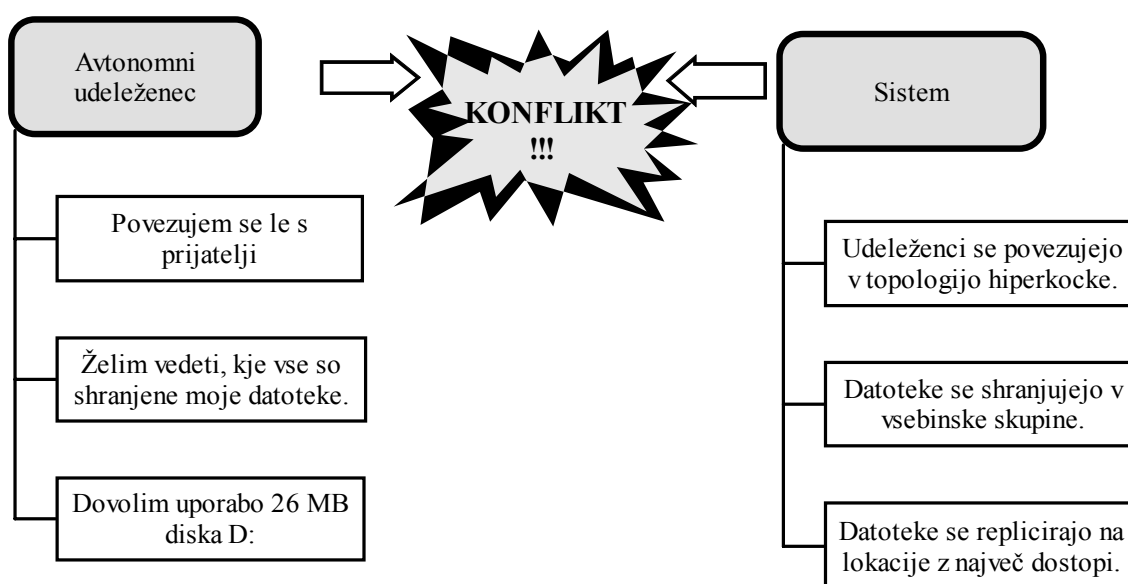 Avtonomni
udeleženec
KONFLIKT
!!!
Sistem
Povezujem se le s
prijatelji
Želim vedeti, kje vse so
shranjene moje datoteke.
Dovolim uporabo 26 MB
diska D:
Udeleženci se povezujejo
v topologijo hiperkocke.
Datoteke se shranjujejo v
vsebinske skupine.
Datoteke se replicirajo na
lokacije z največ dostopi.